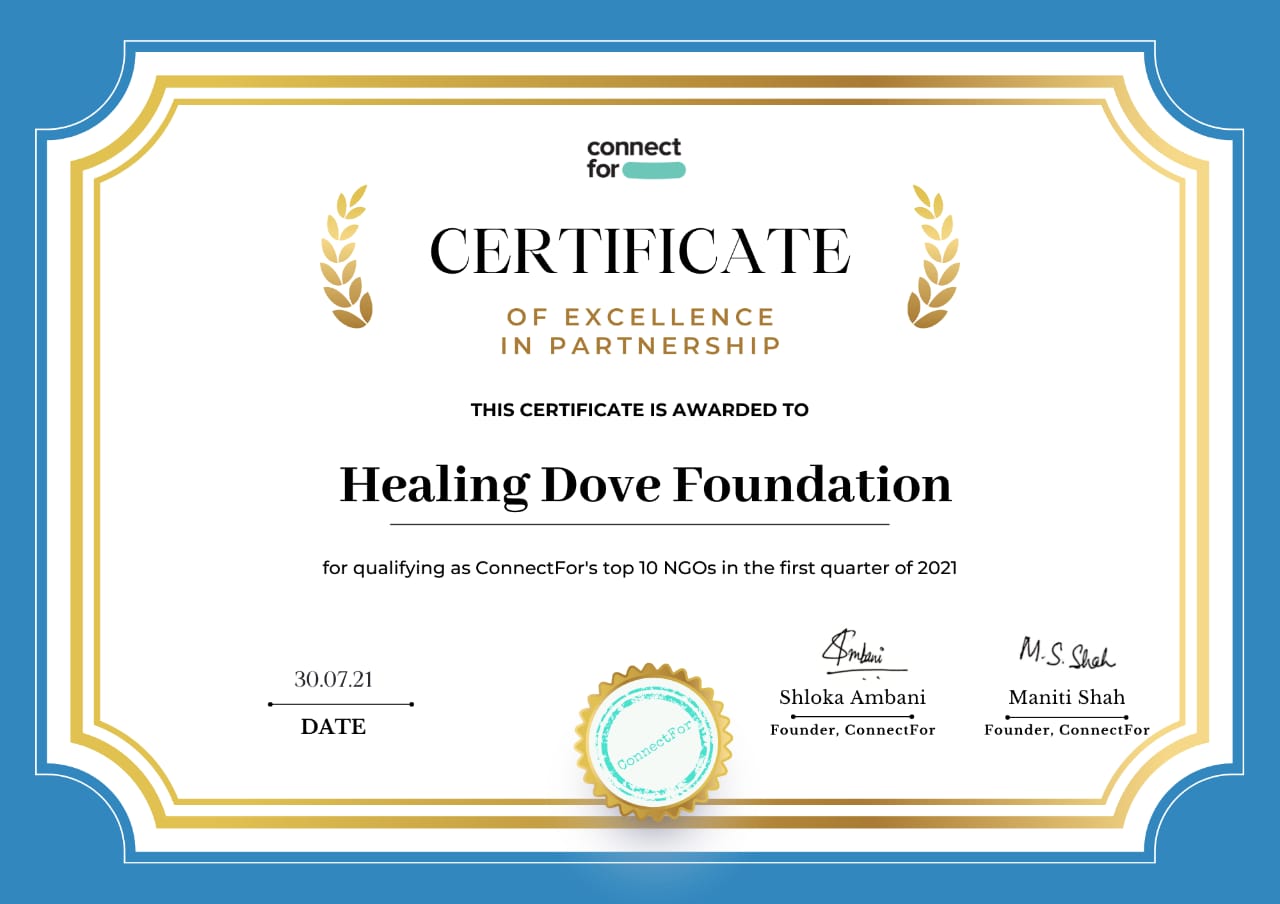 connect
for
CERTIFICATE
OF EXCELLENCE
IN PARTNERSHIP
THIS CERTIFICATE IS AWARDED TO
Healing Dove Foundation
for qualifying as ConnectFor's top 10 NGOs in the first quarter of 2021
30.07.21
DATE
ConnectFor
SAmbani
Shloka Ambani
Founder, ConnectFor
M.S. Shah
Maniti Shah
Founder, ConnectFor